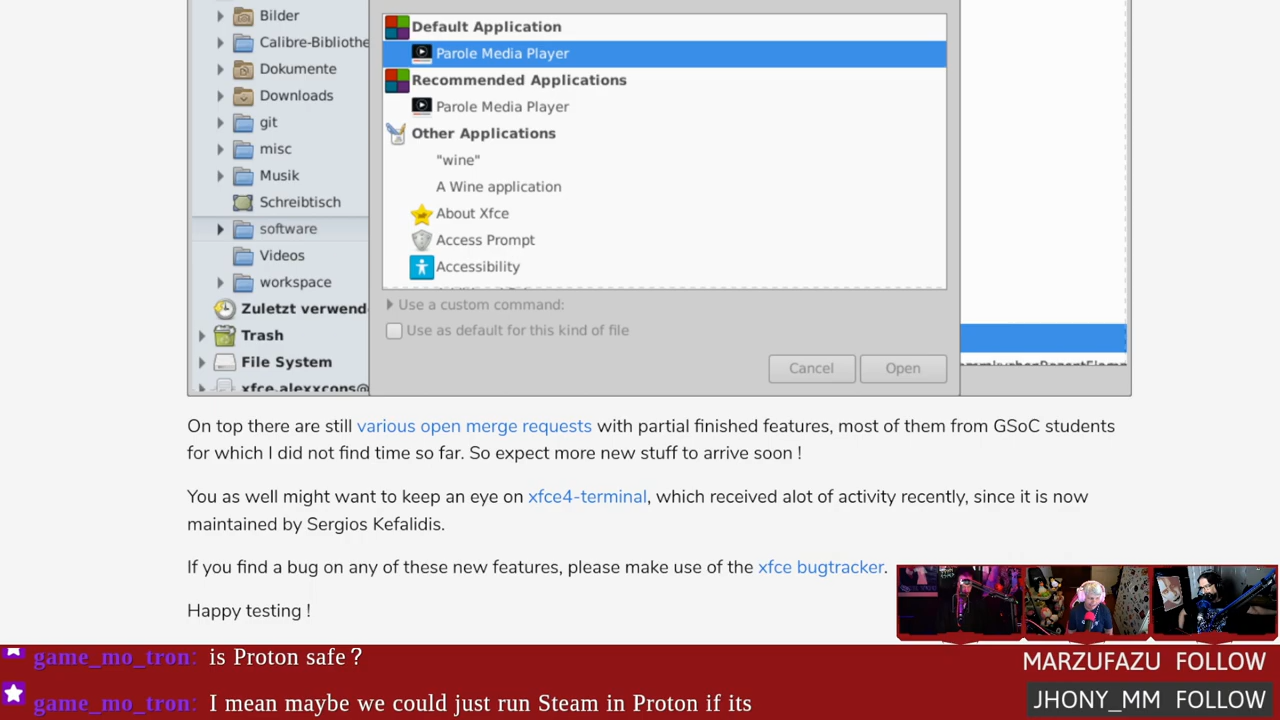 Bilder
Default Application
Calibre-Bibliothe
Parole Media Player
Dokumente
Recommended Applications
Downloads
Parole Media Player
git
Other Applications
misc
"wine"
Musik
A Wine application
Schreibtisch
About Xfce
software
Access Prompt
Videos
Accessibility
workspace
Use a custom command:
Zuletzt verwend
Use as default for this kind of file
Trash
File System
Cancel
Open
xfce.alexxcons@
On top there are still various open merge requests with partial finished features, most of them from GSoC students
for which I did not find time so far. So expect more new stuff to arrive soon !
You as well might want to keep an eye on xfce4-terminal, which received alot of activity recently, since it is now
maintained by Sergios Kefalidis.
If you find a bug on any of these new features, please make use of the xfce bugtracker.
Happy testing !
game_mo_tron: is Proton safe?
MARZUFAZU FOLLOW
game_mo_tron: I mean maybe we could just run Steam in Proton if its
JHONY_MM FOLLOW